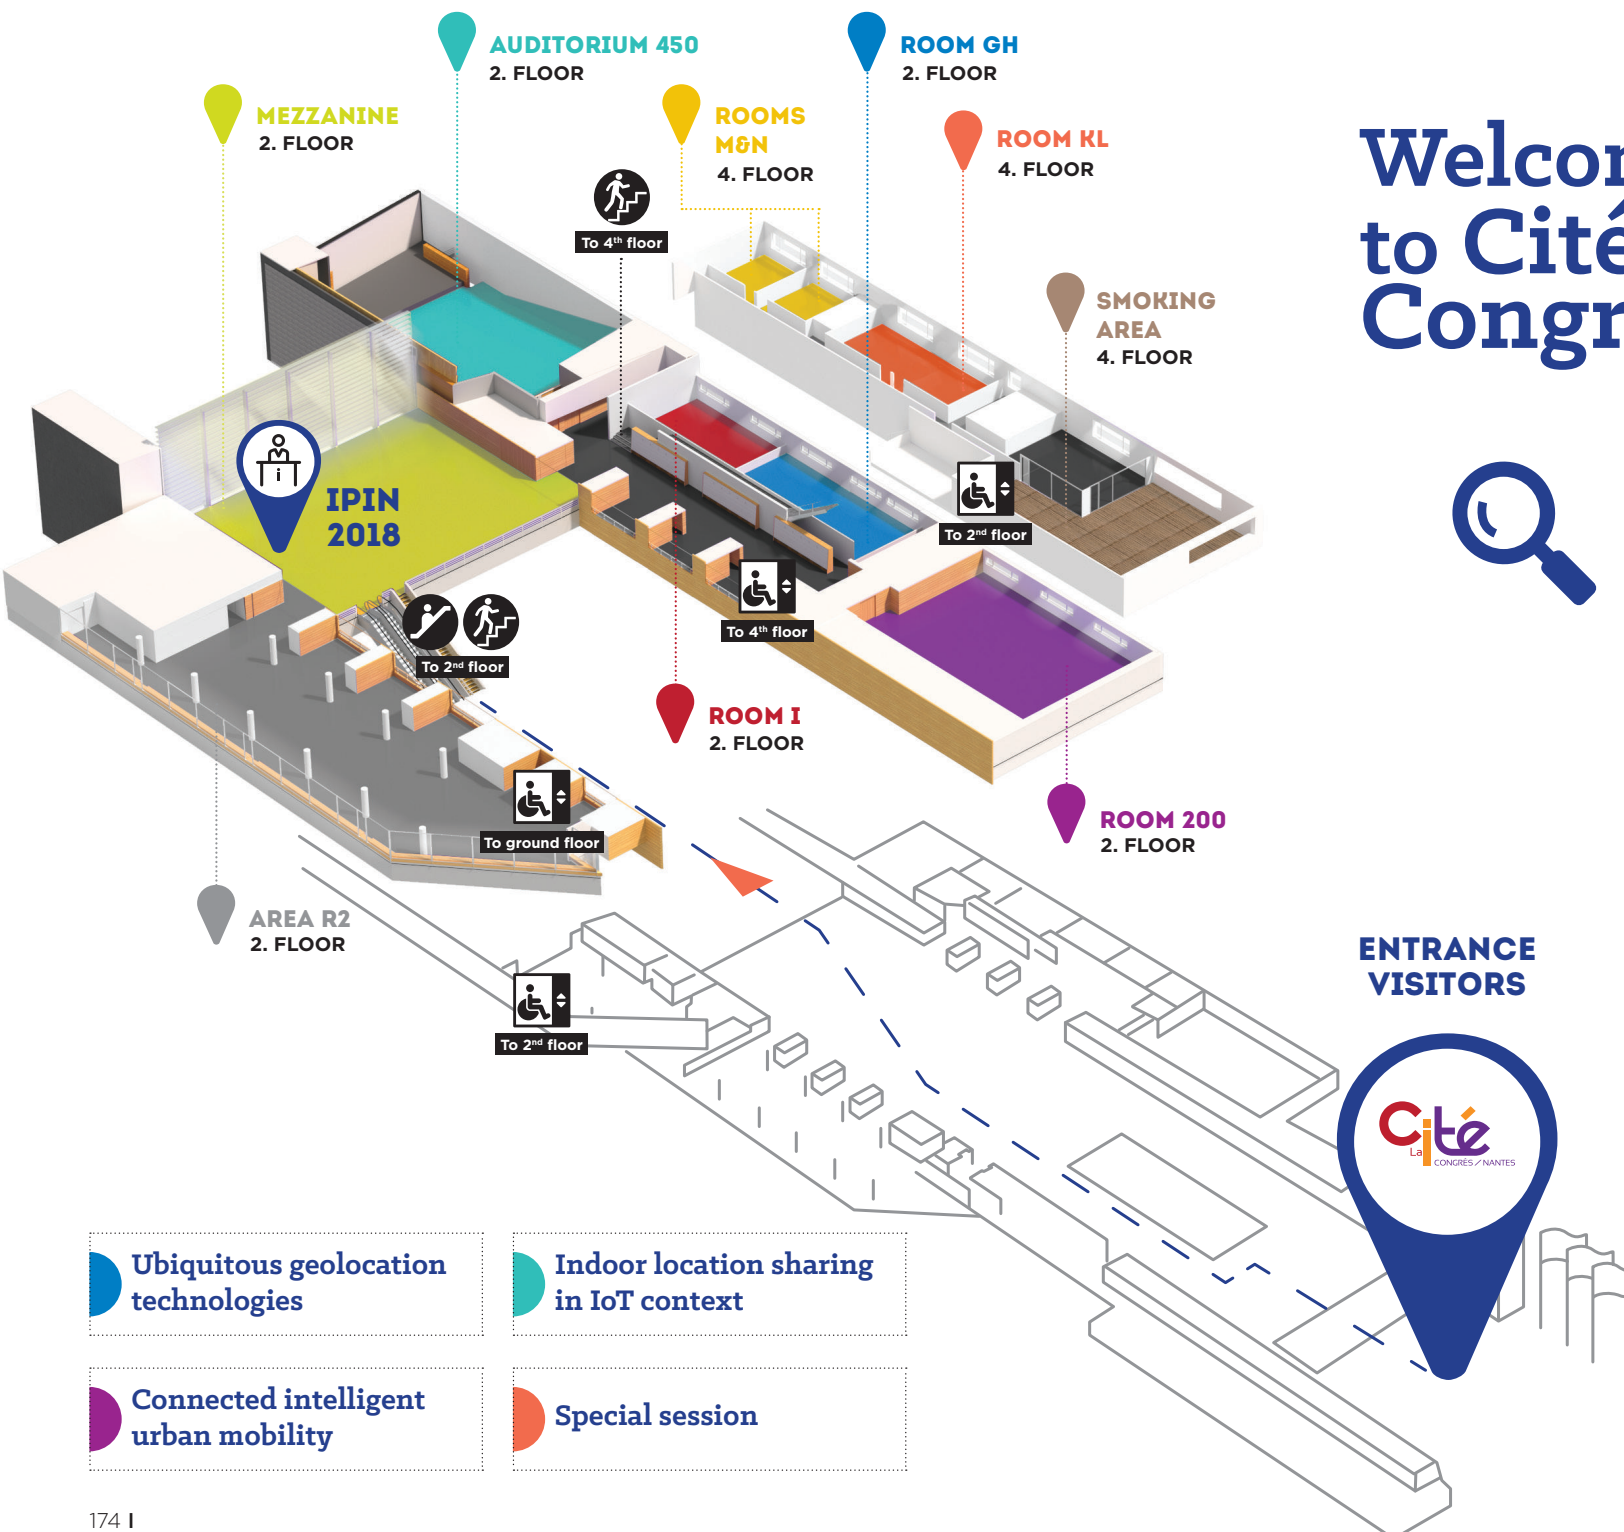 AUDITORIUM 450
2. FLOOR
ROOM GH
2. FLOOR
MEZZANINE
2. FLOOR
ROOMS
M&N
4. FLOOR
ROOM KL
4. FLOOR
Welcom
to Cité
Congr
To 4th floor
SMOKING
AREA
4. FLOOR
IPIN
2018
To 2nd floor
To 4th floor
To 2nd floor
ROOM I
2. FLOOR
ROOM 200
2. FLOOR
To ground floor
AREA R2
2. FLOOR
ENTRANCE
VISITORS
To 2nd floor
La Cité
CONGRÈS / NANTES
Ubiquitous geolocation
technologies
Indoor location sharing
in IoT context
Connected intelligent
urban mobility
Special session
174 I